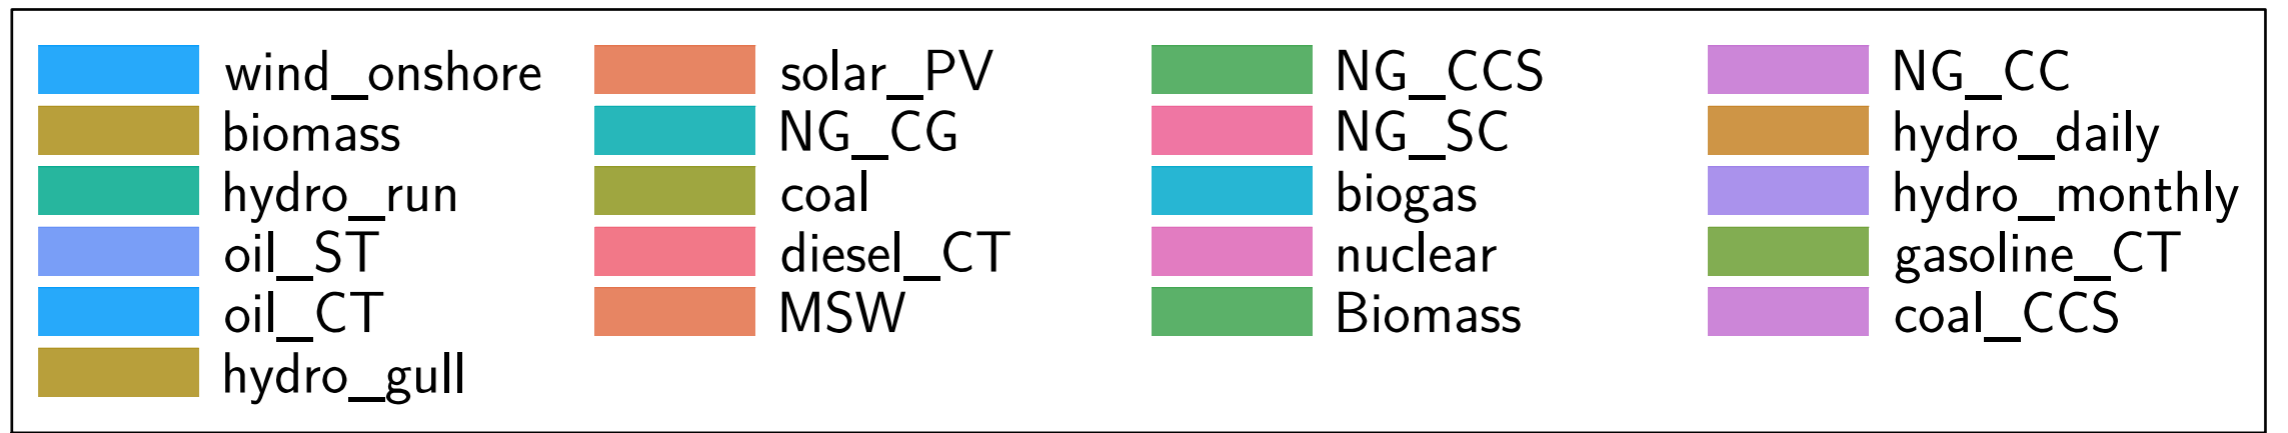 wind_onshore solar_PV NG_CCS NG_CC
biomass NG_CG NG_SC hydro_daily
hydro_run coal biogas hydro_monthly
oil_ST diesel_CT nuclear gasoline_CT
oil_CT MSW Biomass coal_CCS
hydro_gull